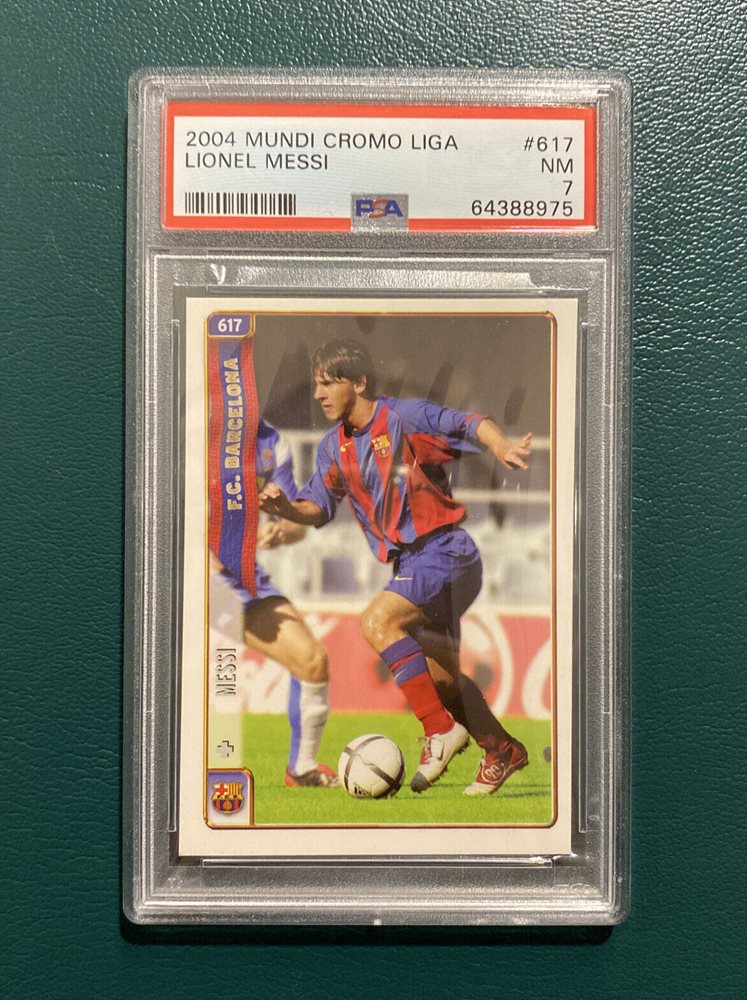 2004 MUNDI CROMO LIGA #617
LIONEL MESSI NM
7
PSA 64388975
617
F.C. BARCELONA
MESSI